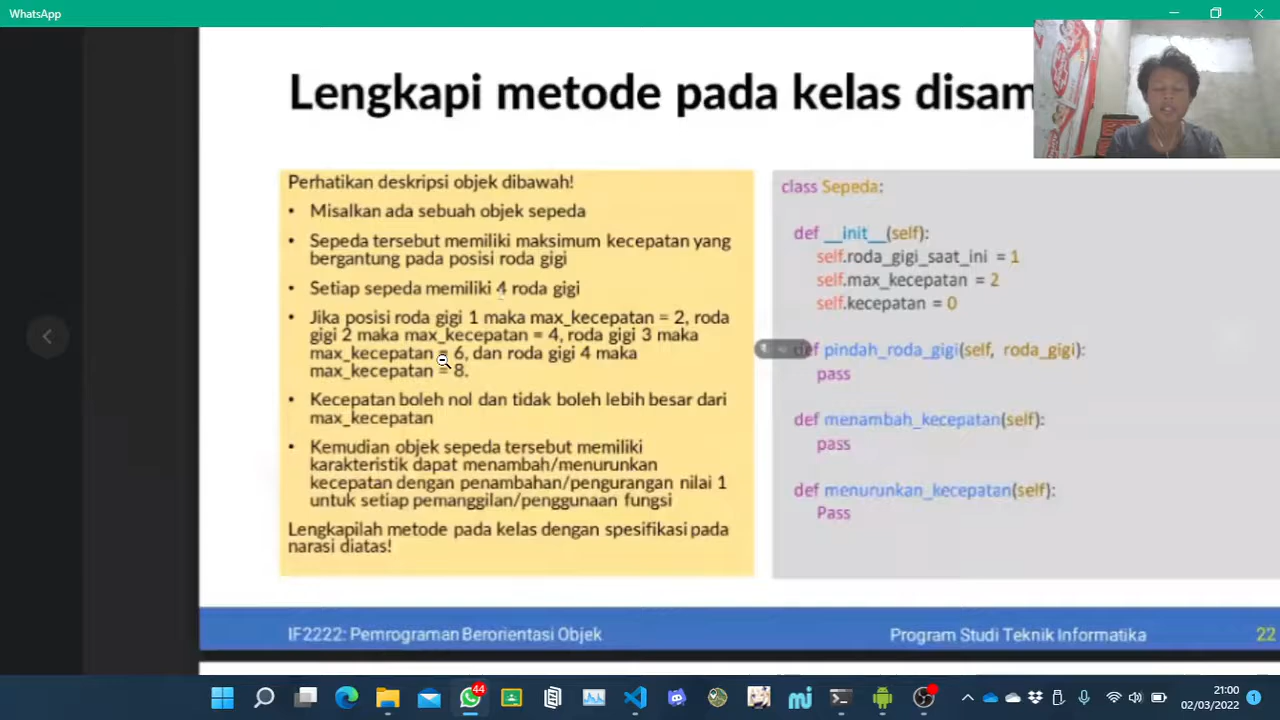 WhatsApp
Lengkapi metode pada kelas disam
Perhatikan deskripsi objek dibawah!
• Misalkan ada sebuah objek sepeda
• Sepeda tersebut memiliki maksimum kecepatan yang
bergantung pada posisi roda gigi
• Setiap sepeda memiliki 4 roda gigi
• Jika posisi roda gigi 1 maka max_kecepatan = 2, roda
gigi 2 maka max_kecepatan = 4, roda gigi 3 maka
max_kecepatan = 6, dan roda gigi 4 maka
max_kecepatan = 8.
• Kecepatan boleh nol dan tidak boleh lebih besar dari
max_kecepatan
• Kemudian objek sepeda tersebut memiliki
karakteristik dapat menambah/menurunkan
kecepatan dengan penambahan/pengurangan nilai 1
untuk setiap pemanggilan/penggunaan fungsi
Lengkapilah metode pada kelas dengan spesifikasi pada
narasi diatas!
class Sepeda:
def __init__(self):
self.roda_gigi_saat_ini = 1
self.max_kecepatan = 2
self.kecepatan = 0
def pindah_roda_gigi(self, roda_gigi):
pass
def menambah_kecepatan(self):
pass
def menurunkan_kecepatan(self):
Pass
IF2222: Pemrograman Berorientasi Objek
Program Studi Teknik Informatika
22
44
21:00
02/03/2022
1